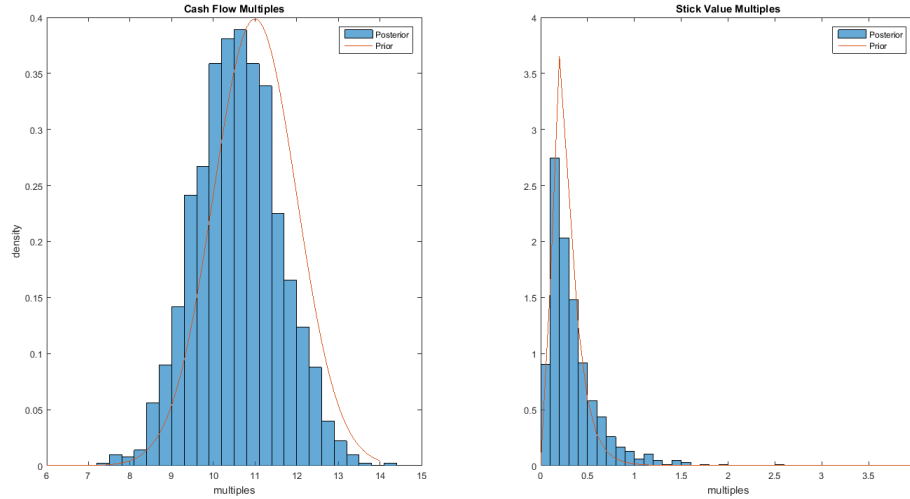 Cash Flow Multiples
Posterior
Prior
0.4
0.35
0.3
0.25
0.2
0.15
0.1
0.05
0
density
6 7 8 9 10 11 12 13 14 15
multiples
Stick Value Multiples
Posterior
Prior
4
3.5
3
2.5
2
1.5
1
0.5
0
0 0.5 1.0 1.5 2 2.5 3 3.5
multiples